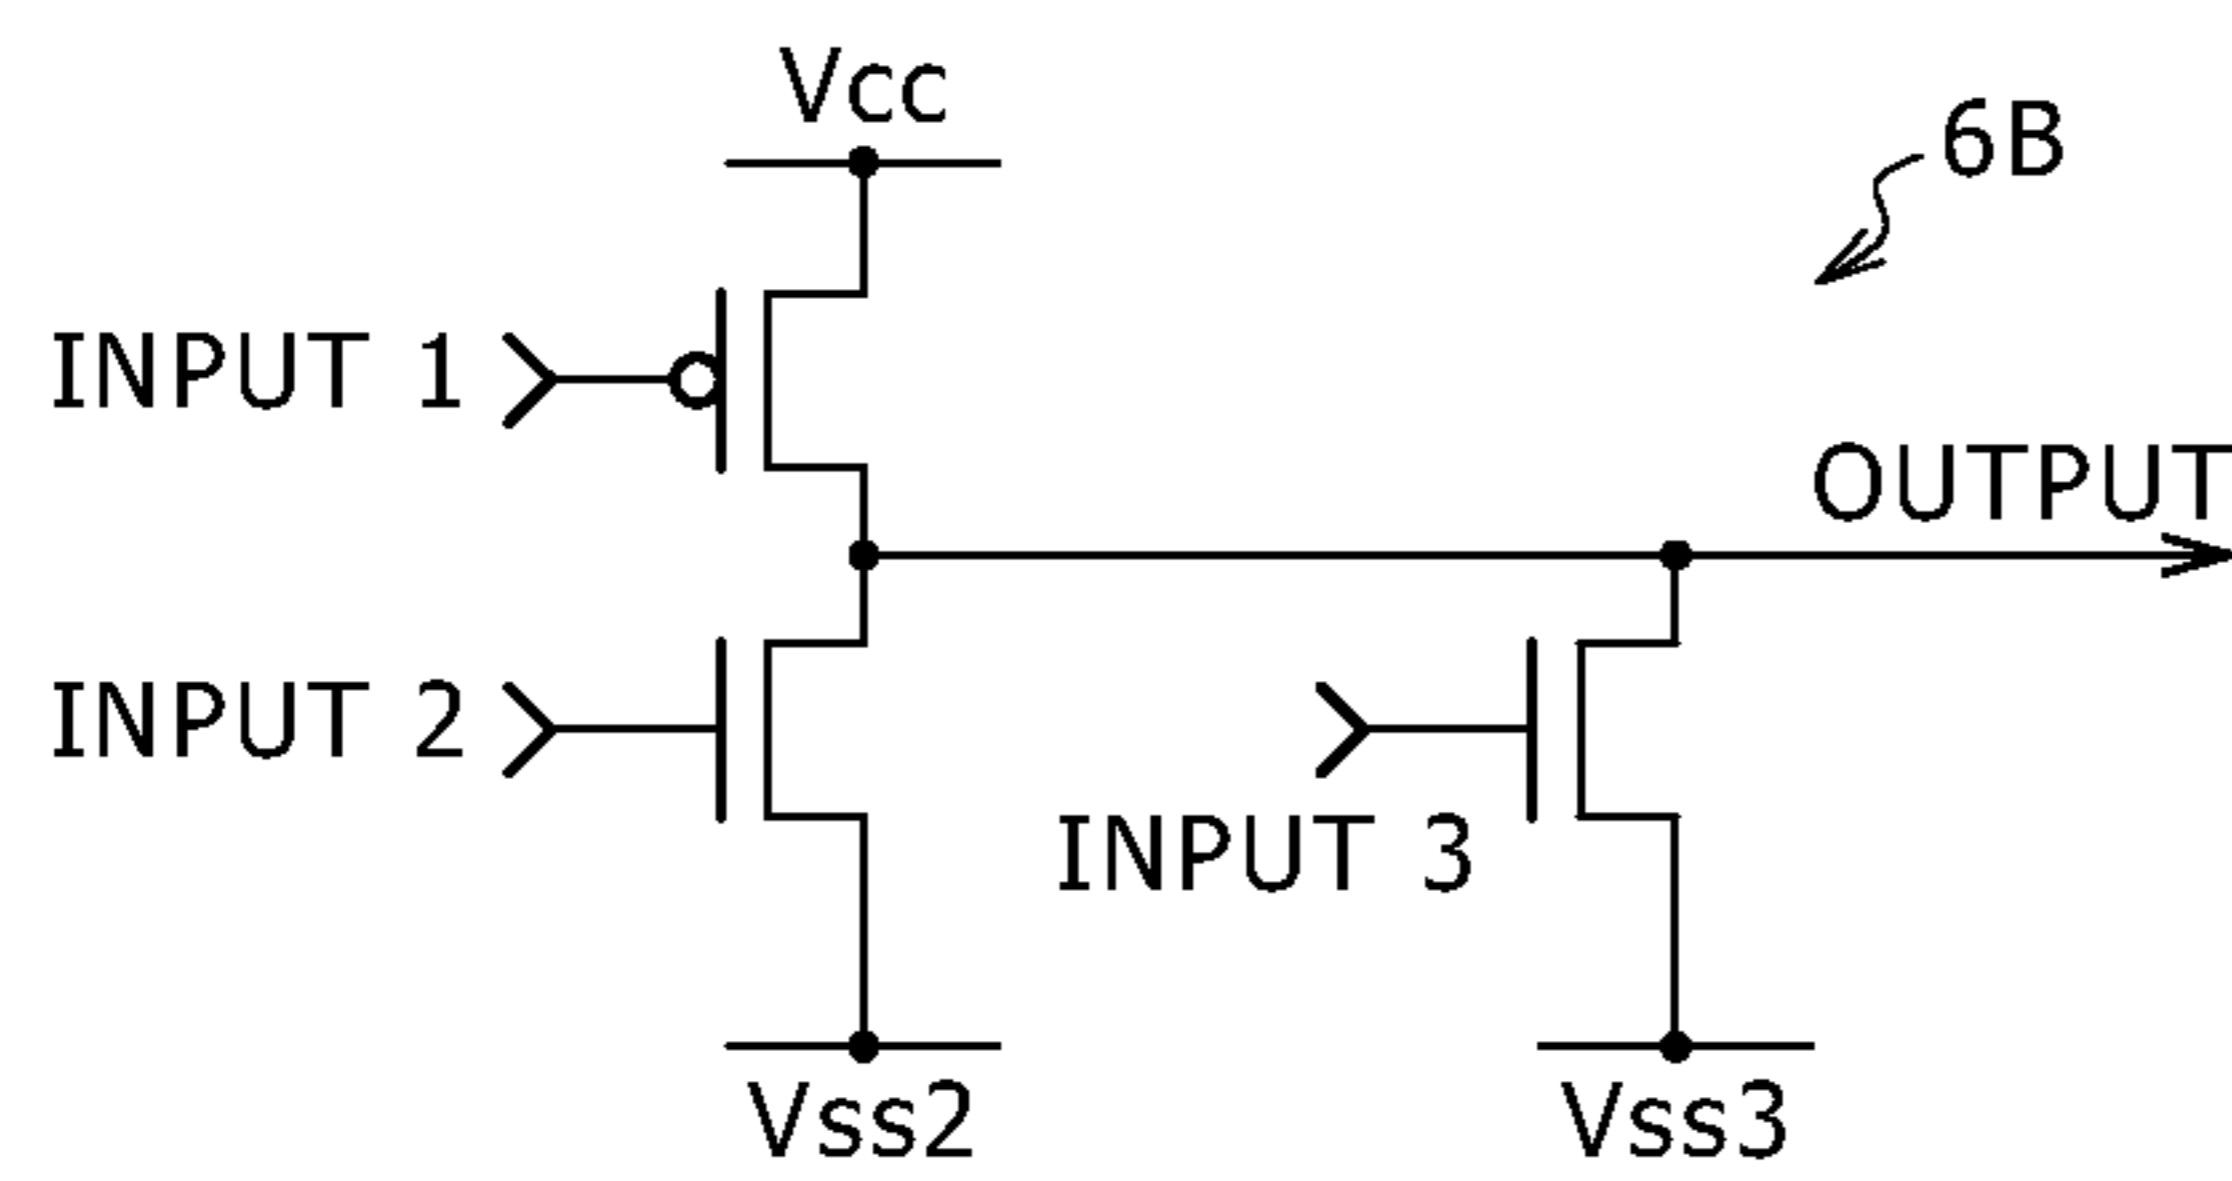 Vcc
6B
INPUT 1
OUTPUT
INPUT 2
INPUT 3
Vss2
Vss3